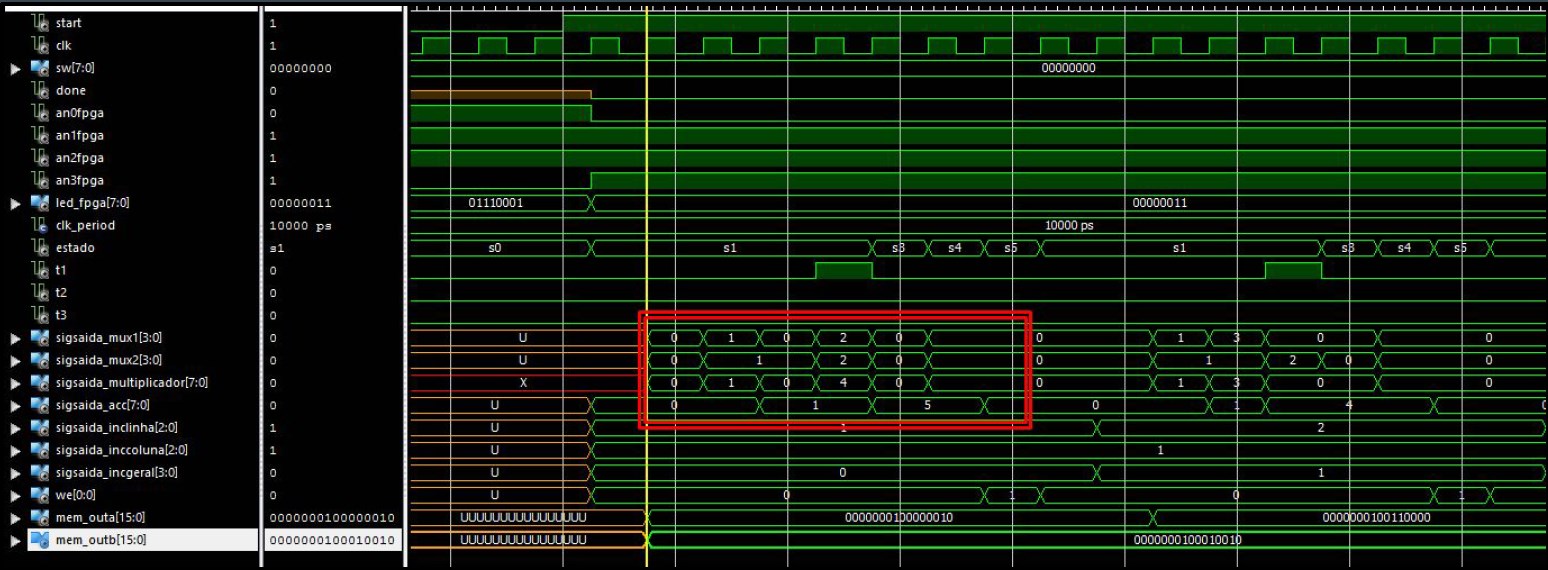 start 1
clk 1
sw[7:0] 00000000 00000000
done 0
an0fpga 0
an1fpga 1
an2fpga 1
an3fpga 1
led_fpga[7:0] 00000011 01110001 00000011
clk_period 10000 ps 10000 ps
estado s1 s0 s1 s3 s4 s5 s1 s3 s4 s5
t1 0
t2 0
t3 0
sigsaida_mux1[3:0] 0 U 0 1 0 2 0 0 1 3 0 0
sigsaida_mux2[3:0] 0 U 0 1 2 0 0 1 2 0 0
sigsaida_multiplicador[7:0] 0 X 0 1 0 4 0 0 1 3 0 0
sigsaida_acc[7:0] 0 U 0 1 5 0 1 4 0
sigsaida_inclinha[2:0] 1 U 1 2
sigsaida_inccoluna[2:0] 1 U 1
sigsaida_incgeral[3:0] 0 U 0 1
we[0:0] 0 U 0 1 0 1
mem_outa[15:0] 0000000100000010 UUUUUUUUUUUUUUUU 0000000100000010 0000000100110000
mem_outb[15:0] 0000000100010010 UUUUUUUUUUUUUUUU 0000000100010010